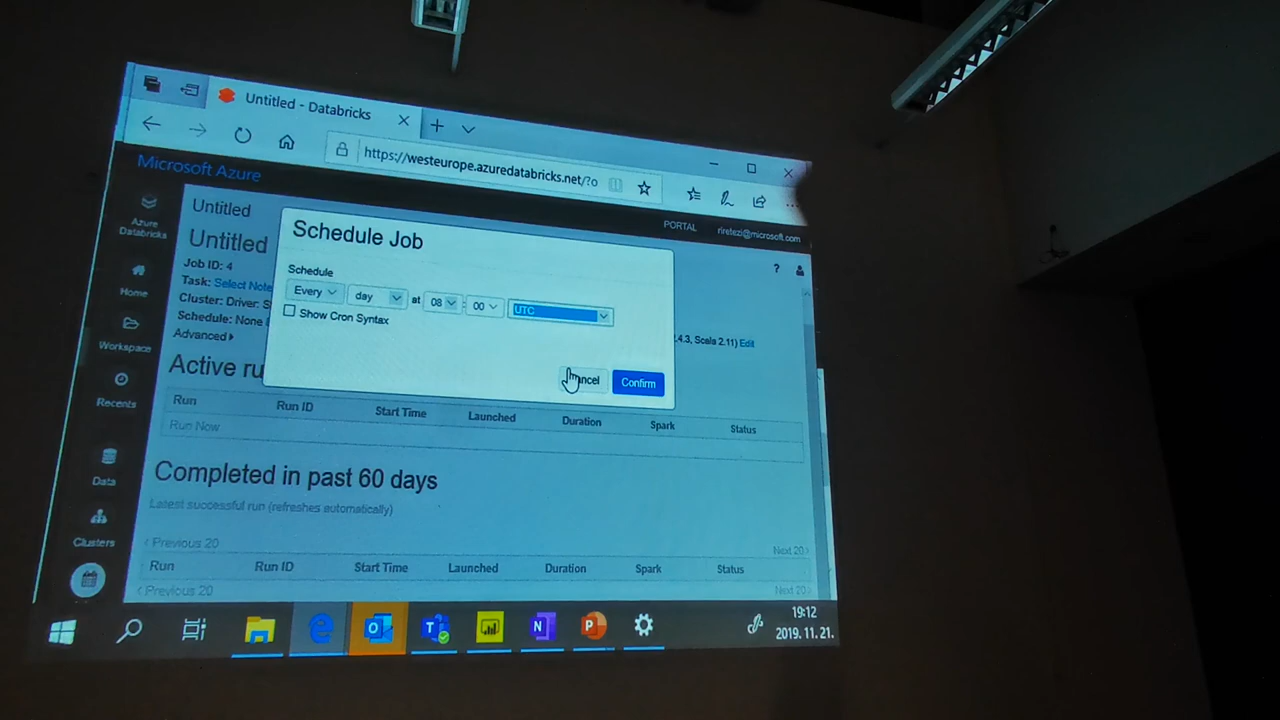 Untitled - Databricks
https://westeurope.azuredatabricks.net/?o
Microsoft Azure
PORTAL
riretezi@microsoft.com
Azure
Databricks
Home
Workspace
Recents
Data
Clusters
Untitled
Untitled
Job ID: 4
Task: Select Note
Cluster: Driver: S
Schedule: None
Advanced
.4.3, Scala 2.11) Edit
?
Schedule Job
Schedule
Every day at 08 : 00 UTC
Show Cron Syntax
Confirm
Active ru
Run Run ID Start Time Launched Duration Spark Status
Run Now
Completed in past 60 days
Latest successful run (refreshes automatically)
< Previous 20
Next 20 >
Run Run ID Start Time Launched Duration Spark Status
< Previous 20
Next 20 >
19:12
2019. 11. 21.